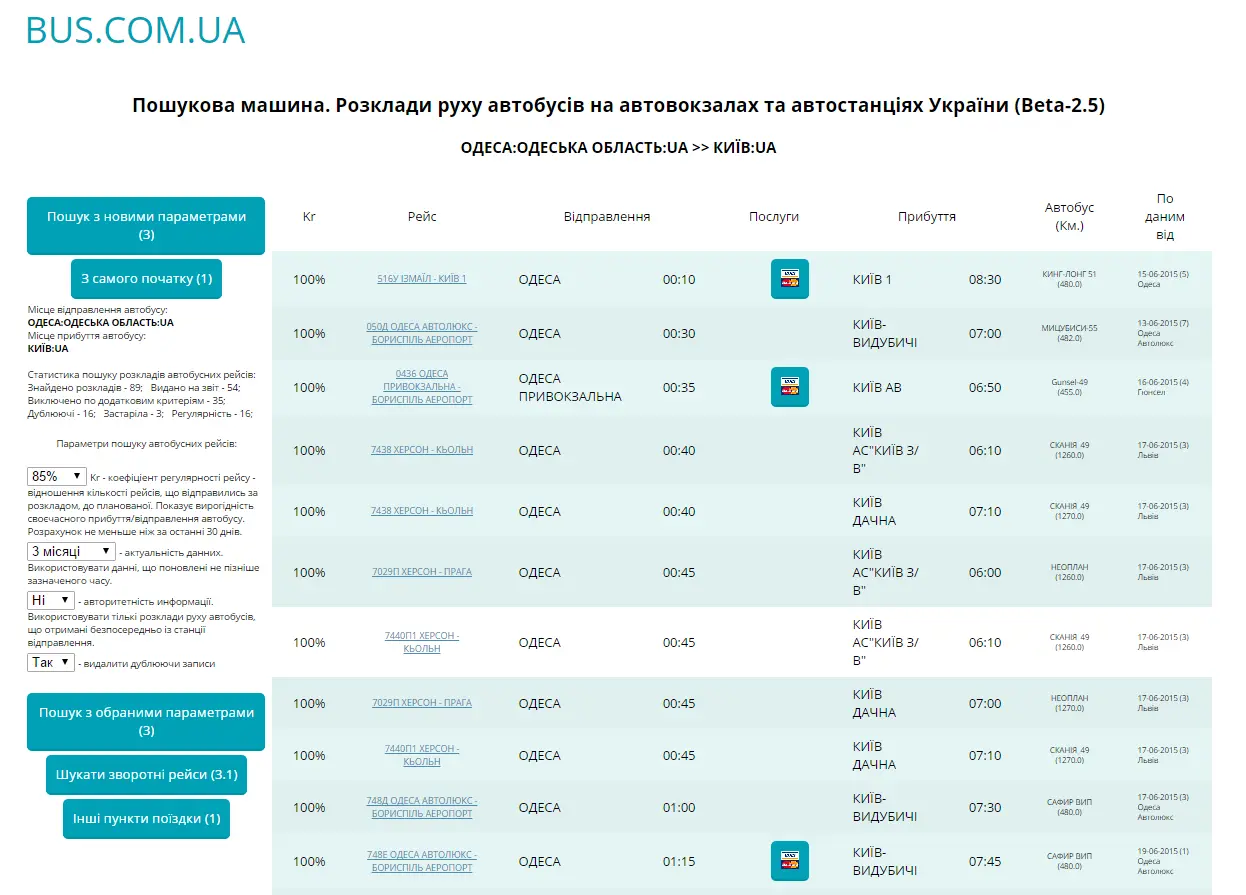 BUS.COM.UA
Пошукова машина. Розклади руху автобусів на автовокзалах та автостанціях України (Beta-2.5)
ОДЕСА:ОДЕСЬКА ОБЛАСТЬ:UA >> КИЇВ:UA
Пошук з новими параметрами
(3)
З самого початку (1)
Місце відправлення автобусу:
ОДЕСА:ОДЕСЬКА ОБЛАСТЬ:UA
Місце прибуття автобусу:
КИЇВ:UA
Статистика пошуку розкладів автобусних рейсів:
Знайдено розкладів - 89; Видано на звіт - 54;
Виключено по додатковим критеріям - 35;
Дублюючі - 16; Застаріла - 3; Регулярність - 16;
Параметри пошуку автобусних рейсів:
85% Kr - коефіцієнт регулярності рейсу -
відношення кількості рейсів, що відправились за
розкладом, до планованої. Показує вирогідність
своєчасного прибуття/відправлення автобусу.
Розрахунок не меньше ніж за останні 30 днів.
3 місяці - актуальність данних.
Використовувати данні, що поновлені не пізніше
зазначеного часу.
Ні - авторитетність информації.
Використовувати тількі розклади руху автобусів,
що отримані безпосередньо із станції
відправлення.
Так - видалити дублюючи записи
Пошук з обраними параметрами
(3)
Шукати зворотні рейси (3.1)
Інші пункти поїздки (1)
Kr Рейс Відправлення Послуги Прибуття Автобус
(Км.) По
даним
від
100% 516У ІЗМАЇЛ - КИЇВ 1 ОДЕСА 00:10 КИЇВ 1 08:30 КИНГ-ЛОНГ 51
(480.0) 15-06-2015 (5)
Одеса
100% 050Д ОДЕСА АВТОЛЮКС -
БОРИСПІЛЬ АЕРОПОРТ ОДЕСА 00:30 КИЇВ-
ВИДУБИЧІ 07:00 МИЦУБИСИ-55
(482.0) 13-06-2015 (7)
Одеса
Автолюкс
100% 0436 ОДЕСА
ПРИВОКЗАЛЬНА -
БОРИСПІЛЬ АЕРОПОРТ ОДЕСА
ПРИВОКЗАЛЬНА 00:35 КИЇВ АВ 06:50 Gunsel-49
(455.0) 16-06-2015 (4)
Гюнсел
100% 7438 ХЕРСОН - КЬОЛЬН ОДЕСА 00:40 КИЇВ
АС"КИЇВ З/
В" 06:10 СКАНІЯ_49
(1260.0) 17-06-2015 (3)
Львів
100% 7438 ХЕРСОН - КЬОЛЬН ОДЕСА 00:40 КИЇВ
ДАЧНА 07:10 СКАНІЯ_49
(1270.0) 17-06-2015 (3)
Львів
100% 7029П ХЕРСОН - ПРАГА ОДЕСА 00:45 КИЇВ
АС"КИЇВ З/
В" 06:00 НЕОПЛАН
(1260.0) 17-06-2015 (3)
Львів
100% 7440П1 ХЕРСОН -
КЬОЛЬН ОДЕСА 00:45 КИЇВ
АС"КИЇВ З/
В" 06:10 СКАНІЯ_49
(1260.0) 17-06-2015 (3)
Львів
100% 7029П ХЕРСОН - ПРАГА ОДЕСА 00:45 КИЇВ
ДАЧНА 07:00 НЕОПЛАН
(1270.0) 17-06-2015 (3)
Львів
100% 7440П1 ХЕРСОН -
КЬОЛЬН ОДЕСА 00:45 КИЇВ
ДАЧНА 07:10 СКАНІЯ_49
(1270.0) 17-06-2015 (3)
Львів
100% 748Д ОДЕСА АВТОЛЮКС -
БОРИСПІЛЬ АЕРОПОРТ ОДЕСА 01:00 КИЇВ-
ВИДУБИЧІ 07:30 САФИР ВИП
(480.0) 17-06-2015 (3)
Одеса
Автолюкс
100% 748Е ОДЕСА АВТОЛЮКС -
БОРИСПІЛЬ АЕРОПОРТ ОДЕСА 01:15 КИЇВ-
ВИДУБИЧІ 07:45 САФИР ВИП
(480.0) 19-06-2015 (1)
Одеса
Автолюкс